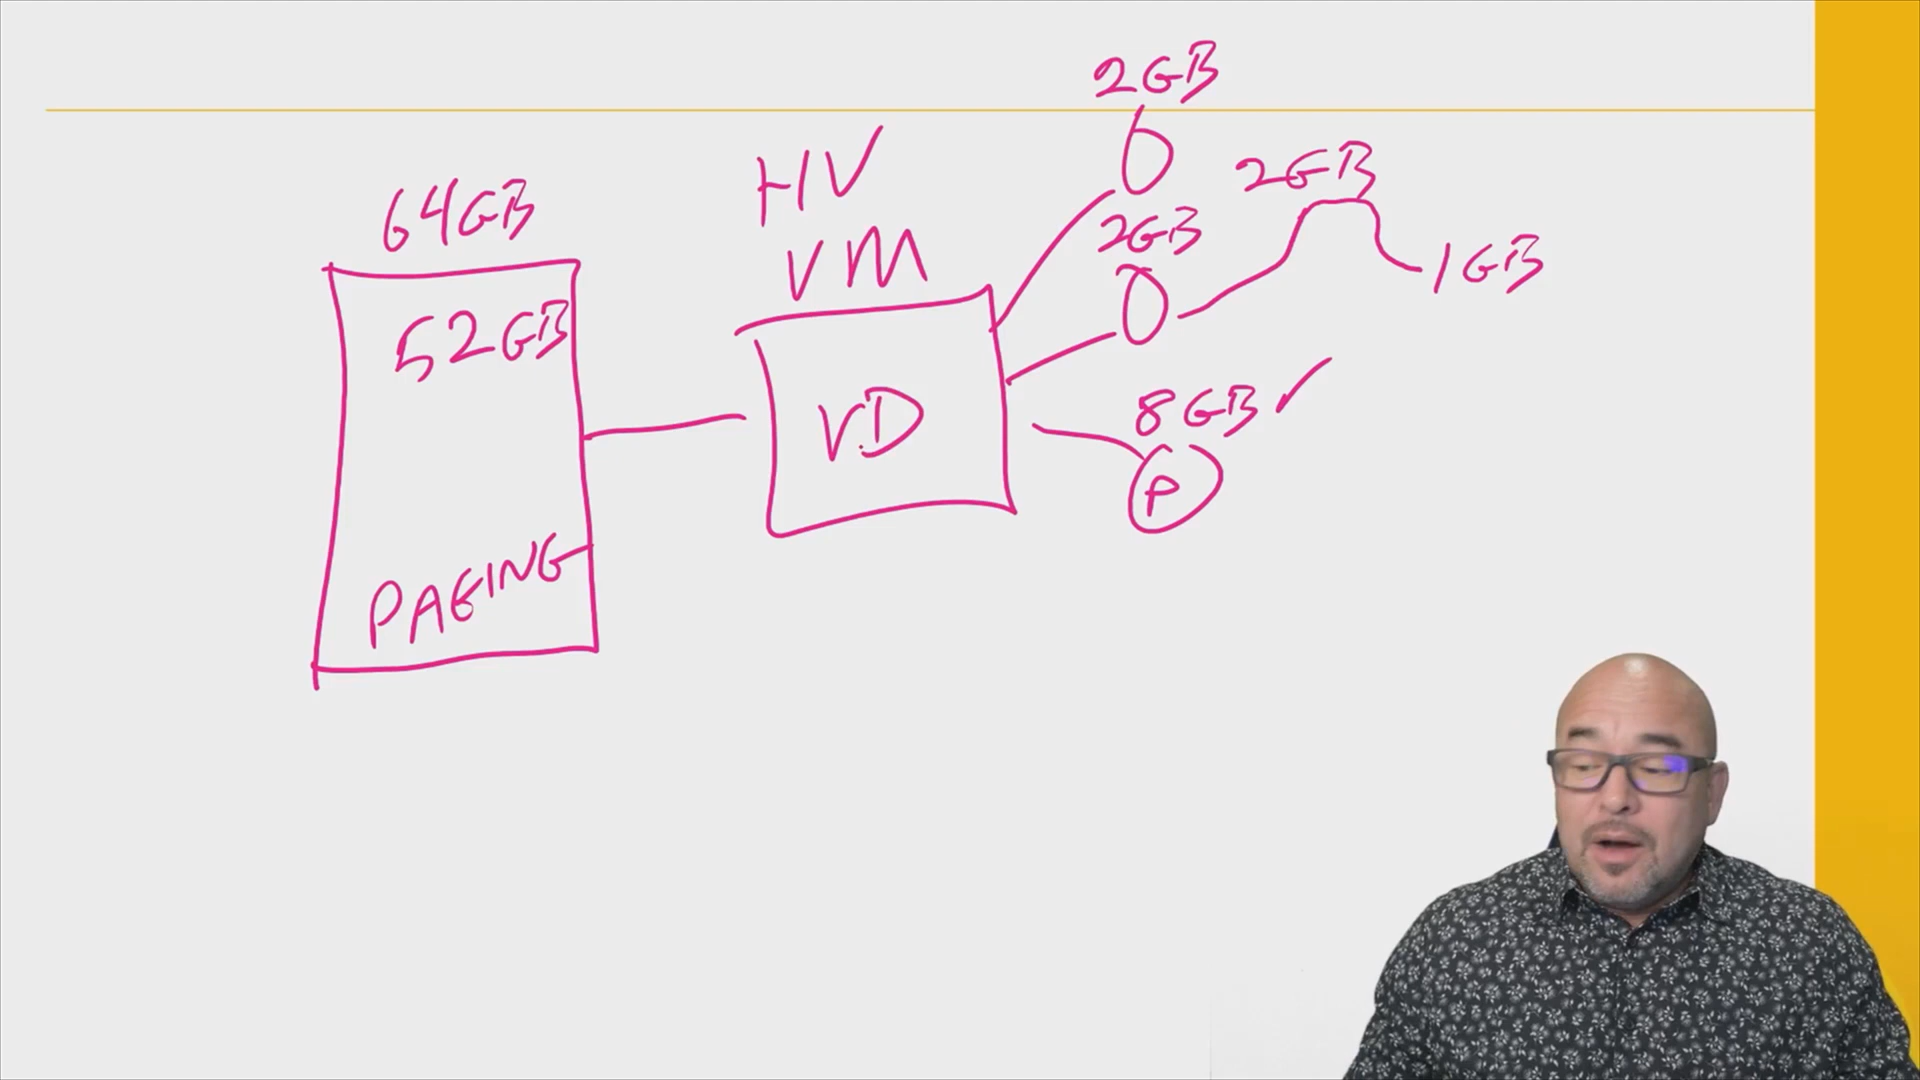 64GB
52GB
PAGING
HV
VM
VD
2GB
2GB
2GB
1GB
8GB ✓
P